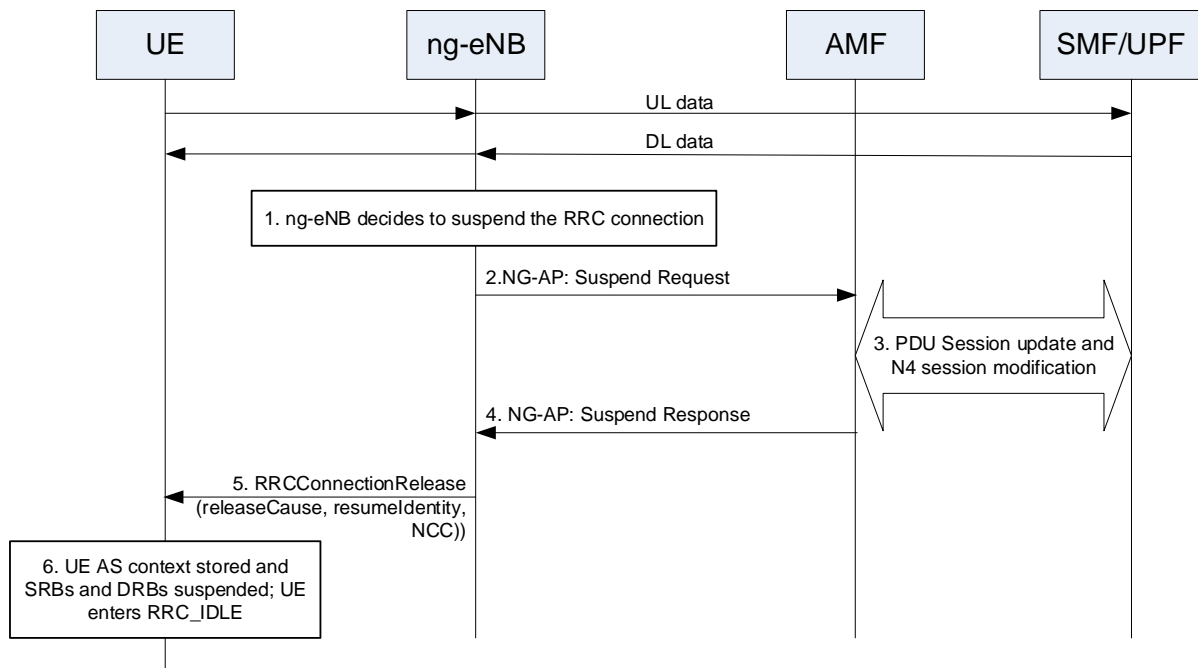 UE
ng-eNB
AMF
SMF/UPF
UL data
DL data
1. ng-eNB decides to suspend the RRC connection
2.NG-AP: Suspend Request
3. PDU Session update and
N4 session modification
4. NG-AP: Suspend Response
5. RRCConnectionRelease
(releaseCause, resumeIdentity,
NCC))
6. UE AS context stored and
SRBs and DRBs suspended; UE
enters RRC_IDLE